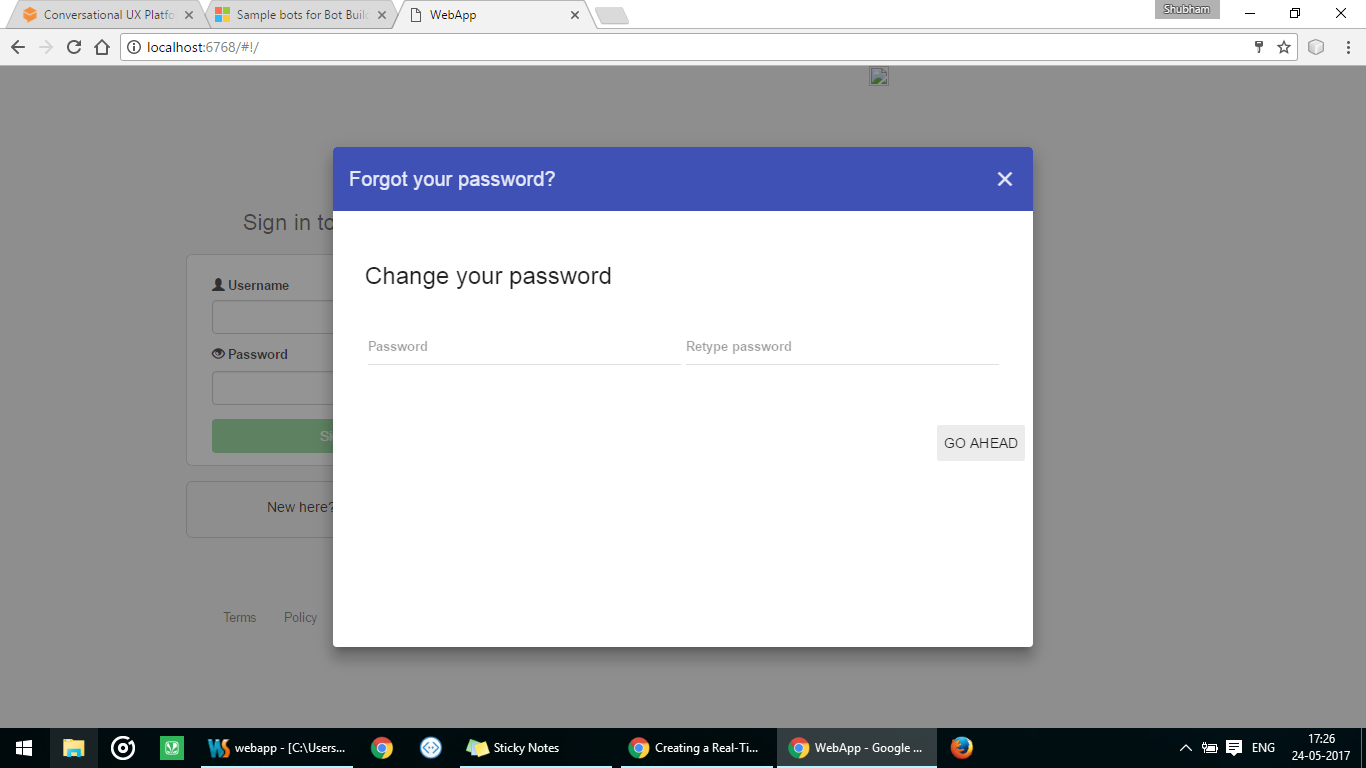 Conversational UX Platfo
Sample bots for Bot Buil
WebApp
Shubham
localhost:6768/#!/
Forgot your password?
Sign in to
Change your password
Username
Password
Password
Retype password
Si
GO AHEAD
New here?
Terms
Policy
webapp - [C:\Users...
Sticky Notes
Creating a Real-Ti...
WebApp - Google ...
ENG
17:26
24-05-2017